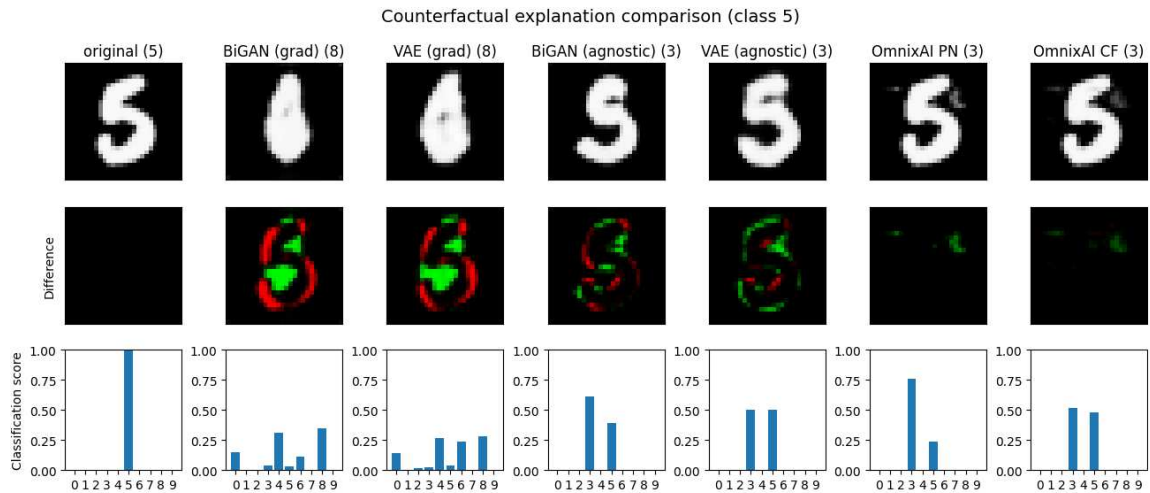 Counterfactual explanation comparison (class 5)
original (5) BiGAN (grad) (8) VAE (grad) (8) BiGAN (agnostic) (3) VAE (agnostic) (3) OmnixAI PN (3) OmnixAI CF (3)
Difference
Classification score
1.00 1.00 1.00 1.00 1.00 1.00 1.00
0.75 0.75 0.75 0.75 0.75 0.75 0.75
0.50 0.50 0.50 0.50 0.50 0.50 0.50
0.25 0.25 0.25 0.25 0.25 0.25 0.25
0.00 0.00 0.00 0.00 0.00 0.00 0.00
0 1 2 3 4 5 6 7 8 9 0 1 2 3 4 5 6 7 8 9 0 1 2 3 4 5 6 7 8 9 0 1 2 3 4 5 6 7 8 9 0 1 2 3 4 5 6 7 8 9 0 1 2 3 4 5 6 7 8 9 0 1 2 3 4 5 6 7 8 9